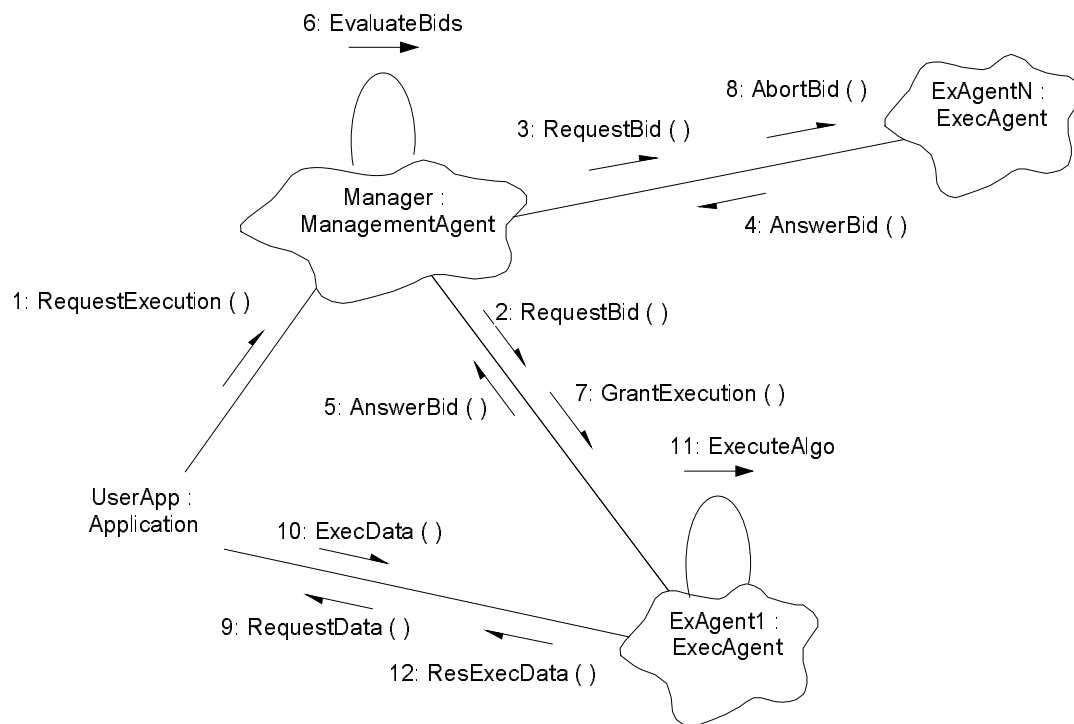 6: EvaluateBids
8: AbortBid ( )
ExAgentN :
ExecAgent
3: RequestBid ( )
Manager :
ManagementAgent
4: AnswerBid ( )
1: RequestExecution ( )
2: RequestBid ( )
5: AnswerBid ( )
7: GrantExecution ( )
11: ExecuteAlgo
UserApp :
Application
10: ExecData ( )
9: RequestData ( )
ExAgent1 :
ExecAgent
12: ResExecData ( )